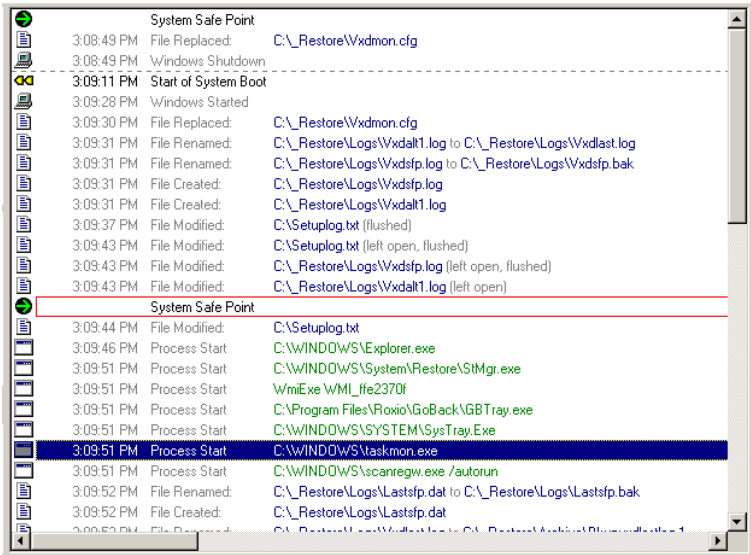 System Safe Point
3:08:49 PM File Replaced: C:\_Restore\Vxdmon.cfg
3:08:49 PM Windows Shutdown
3:09:11 PM Start of System Boot
3:09:28 PM Windows Started
3:09:30 PM File Replaced: C:\_Restore\Vxdmon.cfg
3:09:31 PM File Renamed: C:\_Restore\Logs\Vxdalt1.log to C:\_Restore\Logs\Vxdlast.log
3:09:31 PM File Renamed: C:\_Restore\Logs\Vxdsfp.log to C:\_Restore\Logs\Vxdsfp.bak
3:09:31 PM File Created: C:\_Restore\Logs\Vxdsfp.log
3:09:31 PM File Created: C:\_Restore\Logs\Vxdalt1.log
3:09:37 PM File Modified: C:\Setuplog.txt (flushed)
3:09:43 PM File Modified: C:\Setuplog.txt (left open, flushed)
3:09:43 PM File Modified: C:\_Restore\Logs\Vxdsfp.log (left open, flushed)
3:09:43 PM File Modified: C:\_Restore\Logs\Vxdalt1.log (left open)
System Safe Point
3:09:44 PM File Modified: C:\Setuplog.txt
3:09:46 PM Process Start C:\WINDOWS\Explorer.exe
3:09:51 PM Process Start C:\WINDOWS\System\Restore\StMgr.exe
3:09:51 PM Process Start WmiExe WMI_ffe2370f
3:09:51 PM Process Start C:\Program Files\Roxio\GoBack\GBTray.exe
3:09:51 PM Process Start C:\WINDOWS\SYSTEM\SysTray.Exe
3:09:51 PM Process Start C:\WINDOWS\taskmon.exe
3:09:51 PM Process Start C:\WINDOWS\scanregw.exe /autorun
3:09:52 PM File Renamed: C:\_Restore\Logs\Lastsfp.dat to C:\_Restore\Logs\Lastsfp.bak
3:09:52 PM File Created: C:\_Restore\Logs\Lastsfp.dat